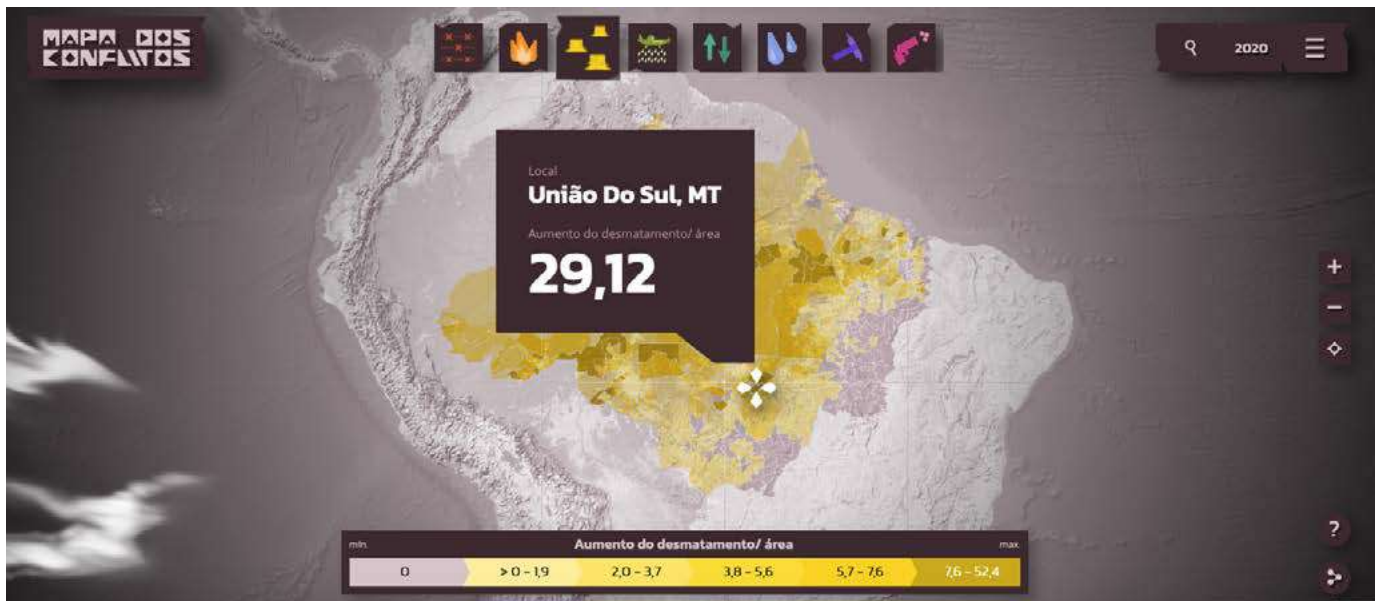 MAPA DOS
CONFLITOS
2020
Local
União Do Sul, MT
Aumento do desmatamento/ área
29,12
+
−
?
min.
Aumento do desmatamento/ área
max.
0
> 0 – 1,9
2,0 – 3,7
3,8 – 5,6
5,7 – 7,6
7,6 – 52,4